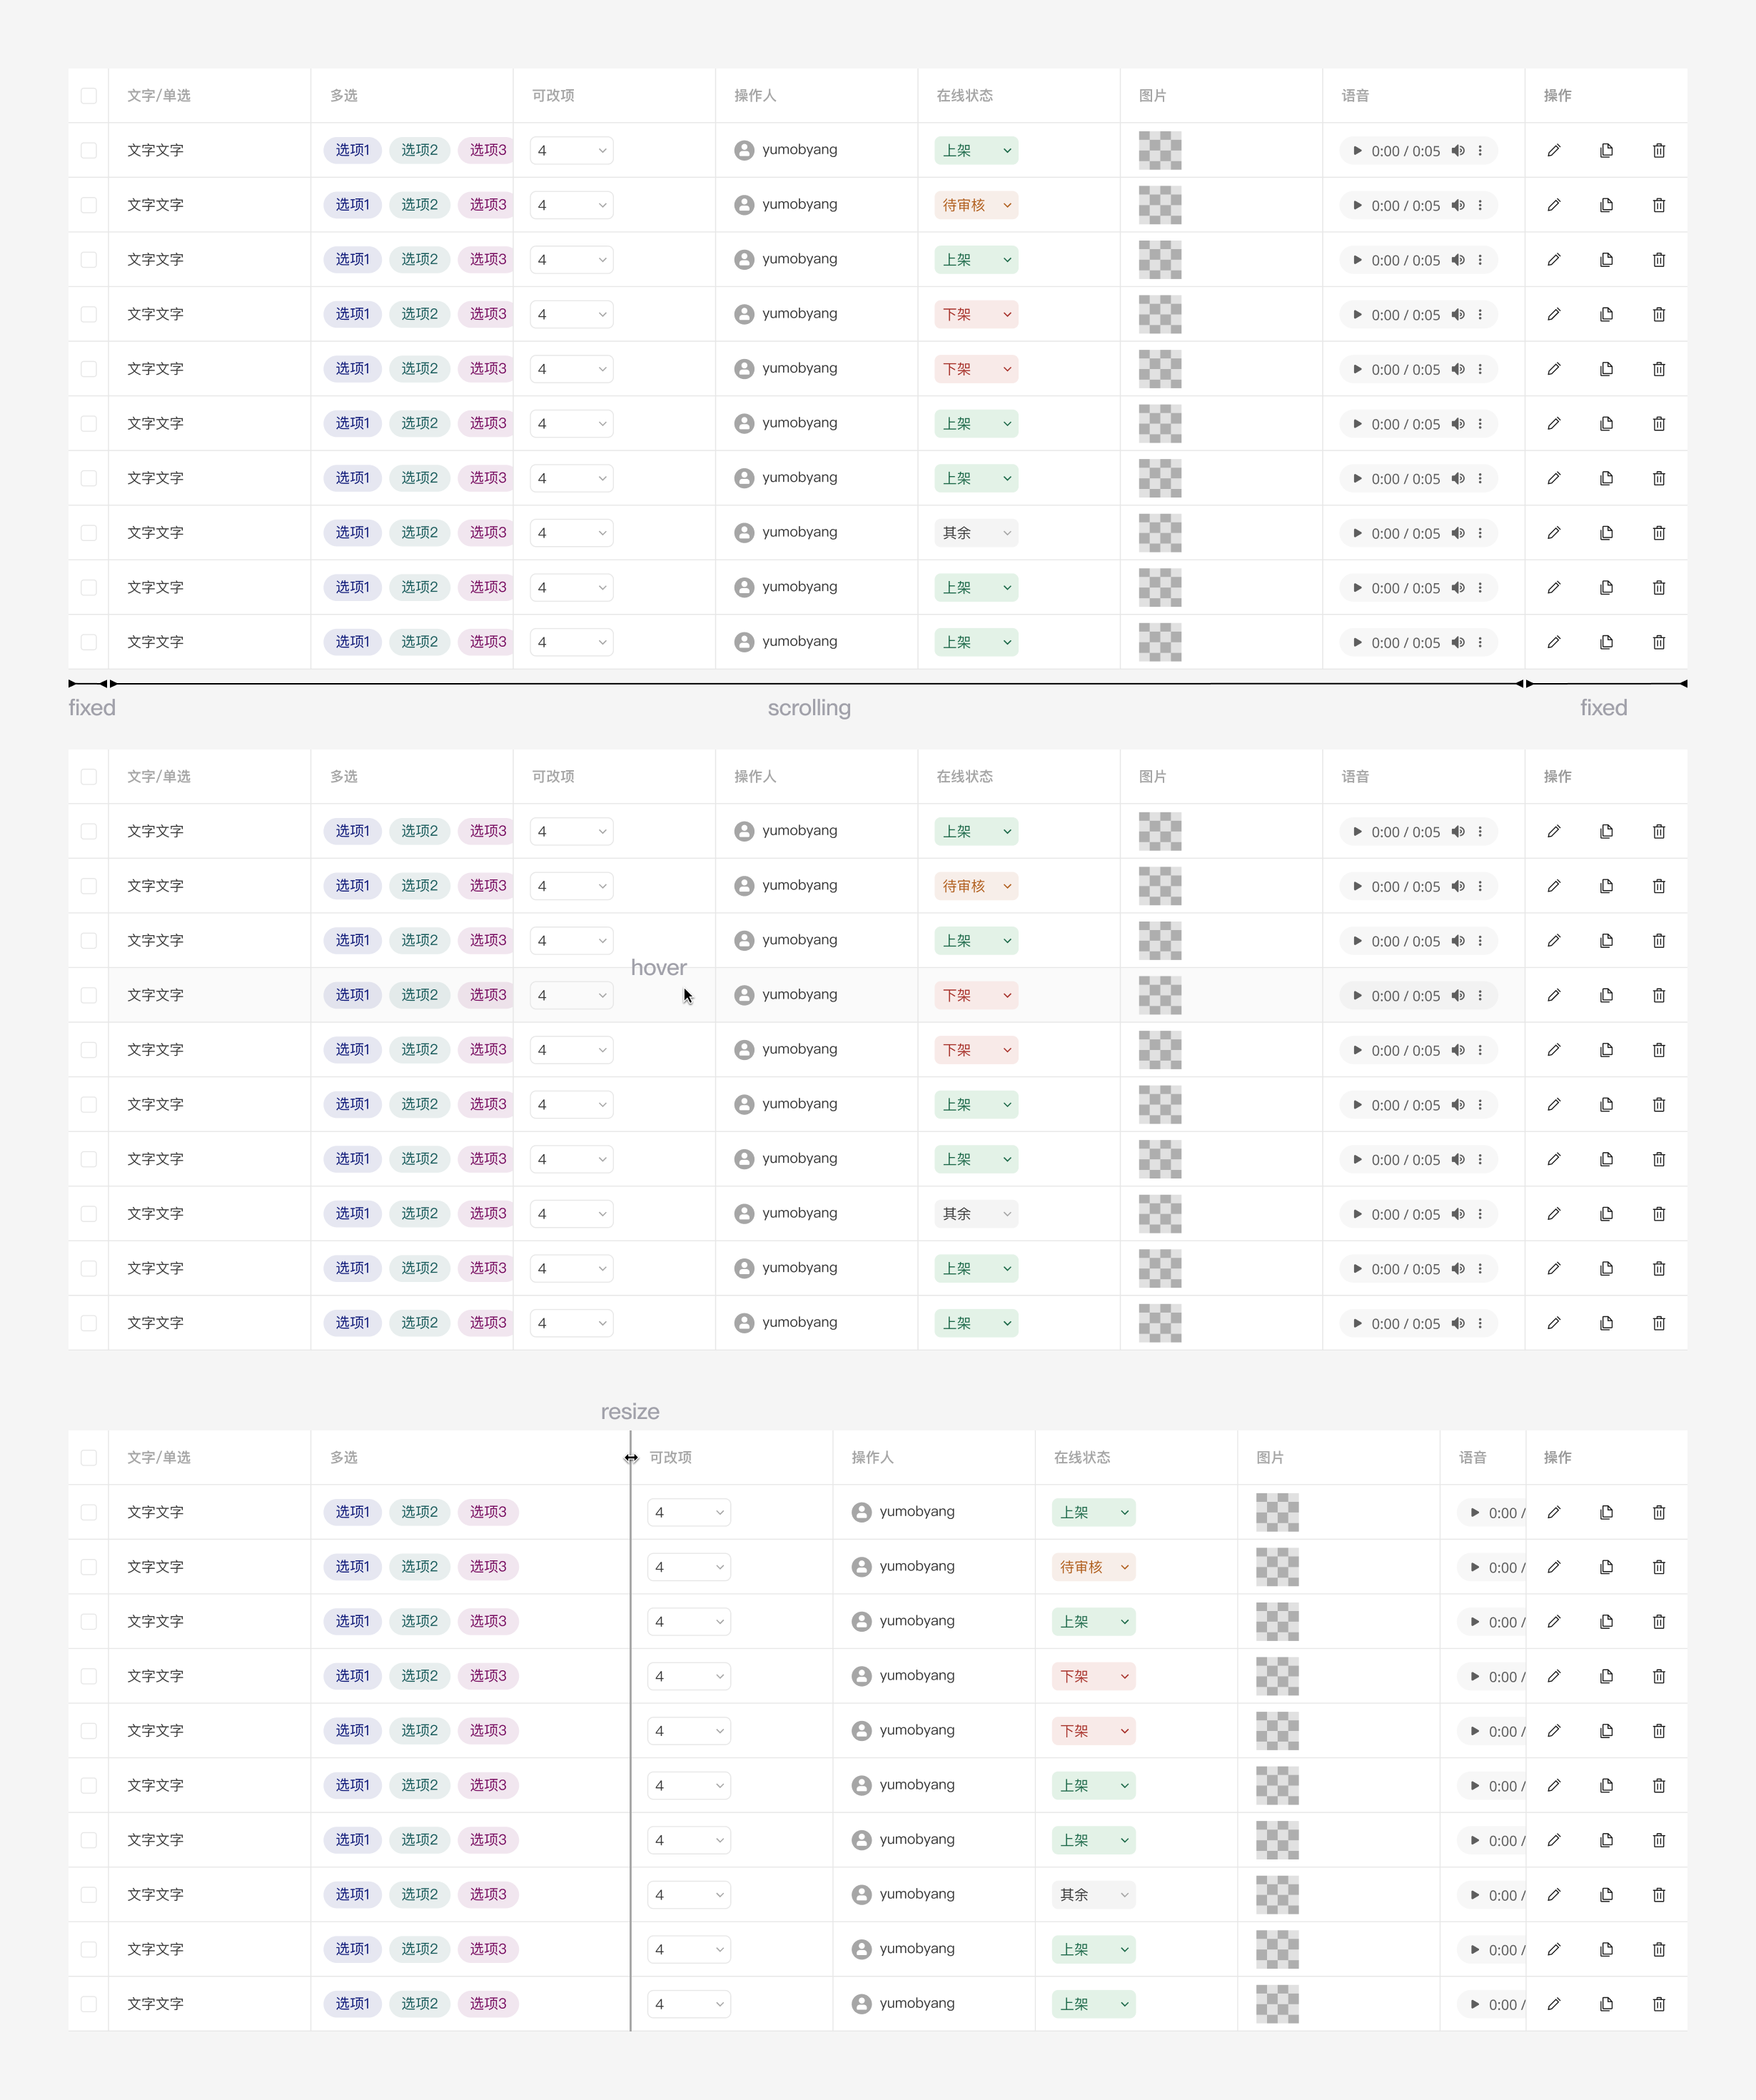 文字/单选 多选 可改项 操作人 在线状态 图片 语音 操作
文字文字 选项1 选项2 选项3 4 yumobyang 上架 0:00 / 0:05
文字文字 选项1 选项2 选项3 4 yumobyang 待审核 0:00 / 0:05
文字文字 选项1 选项2 选项3 4 yumobyang 上架 0:00 / 0:05
文字文字 选项1 选项2 选项3 4 yumobyang 下架 0:00 / 0:05
文字文字 选项1 选项2 选项3 4 yumobyang 下架 0:00 / 0:05
文字文字 选项1 选项2 选项3 4 yumobyang 上架 0:00 / 0:05
文字文字 选项1 选项2 选项3 4 yumobyang 上架 0:00 / 0:05
文字文字 选项1 选项2 选项3 4 yumobyang 其余 0:00 / 0:05
文字文字 选项1 选项2 选项3 4 yumobyang 上架 0:00 / 0:05
文字文字 选项1 选项2 选项3 4 yumobyang 上架 0:00 / 0:05
fixed scrolling fixed
文字/单选 多选 可改项 操作人 在线状态 图片 语音 操作
文字文字 选项1 选项2 选项3 4 yumobyang 上架 0:00 / 0:05
文字文字 选项1 选项2 选项3 4 yumobyang 待审核 0:00 / 0:05
文字文字 选项1 选项2 选项3 4 yumobyang 上架 0:00 / 0:05
hover
文字文字 选项1 选项2 选项3 4 yumobyang 下架 0:00 / 0:05
文字文字 选项1 选项2 选项3 4 yumobyang 下架 0:00 / 0:05
文字文字 选项1 选项2 选项3 4 yumobyang 上架 0:00 / 0:05
文字文字 选项1 选项2 选项3 4 yumobyang 上架 0:00 / 0:05
文字文字 选项1 选项2 选项3 4 yumobyang 其余 0:00 / 0:05
文字文字 选项1 选项2 选项3 4 yumobyang 上架 0:00 / 0:05
文字文字 选项1 选项2 选项3 4 yumobyang 上架 0:00 / 0:05
resize
文字/单选 多选 可改项 操作人 在线状态 图片 语音 操作
文字文字 选项1 选项2 选项3 4 yumobyang 上架 0:00 /
文字文字 选项1 选项2 选项3 4 yumobyang 待审核 0:00 /
文字文字 选项1 选项2 选项3 4 yumobyang 上架 0:00 /
文字文字 选项1 选项2 选项3 4 yumobyang 下架 0:00 /
文字文字 选项1 选项2 选项3 4 yumobyang 下架 0:00 /
文字文字 选项1 选项2 选项3 4 yumobyang 上架 0:00 /
文字文字 选项1 选项2 选项3 4 yumobyang 上架 0:00 /
文字文字 选项1 选项2 选项3 4 yumobyang 其余 0:00 /
文字文字 选项1 选项2 选项3 4 yumobyang 上架 0:00 /
文字文字 选项1 选项2 选项3 4 yumobyang 上架 0:00 /